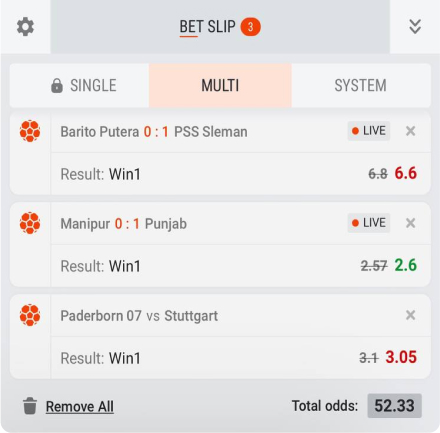 BET SLIP 3
SINGLE MULTI SYSTEM
Barito Putera 0 : 1 PSS Sleman LIVE
Result: Win1 6.8 6.6
Manipur 0 : 1 Punjab LIVE
Result: Win1 2.57 2.6
Paderborn 07 vs Stuttgart
Result: Win1 3.1 3.05
Remove All Total odds: 52.33